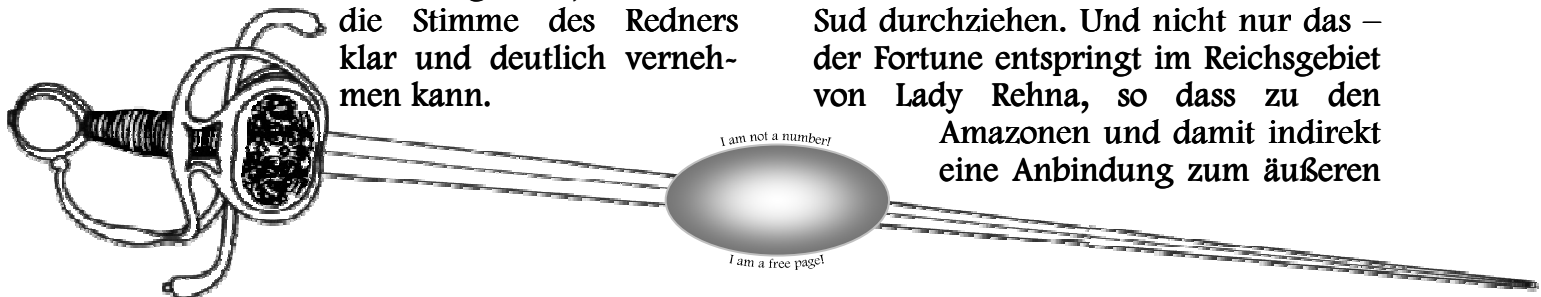 die Stimme des Redners
klar und deutlich verneh-
men kann.
Sud durchziehen. Und nicht nur das –
der Fortune entspringt im Reichsgebiet
von Lady Rehna, so dass zu den
Amazonen und damit indirekt
eine Anbindung zum äußeren
I am not a number!
I am a free page!